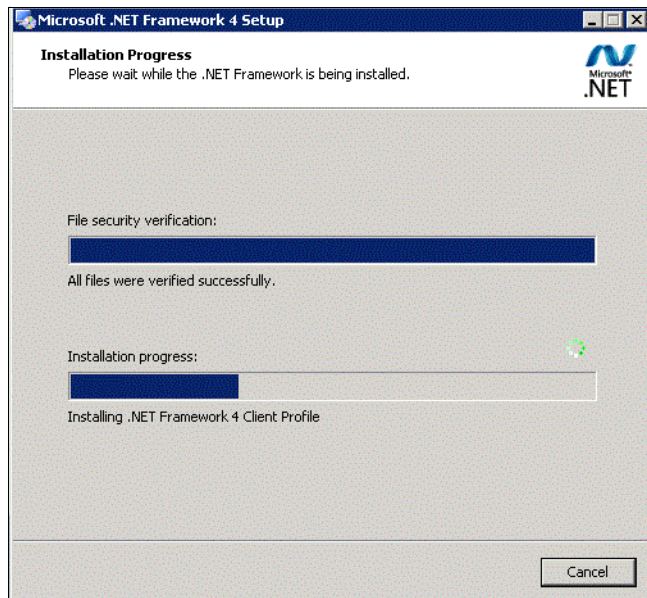 Microsoft .NET Framework 4 Setup
Installation Progress
Please wait while the .NET Framework is being installed.
Microsoft®
.NET
File security verification:
All files were verified successfully.
Installation progress:
Installing .NET Framework 4 Client Profile
Cancel